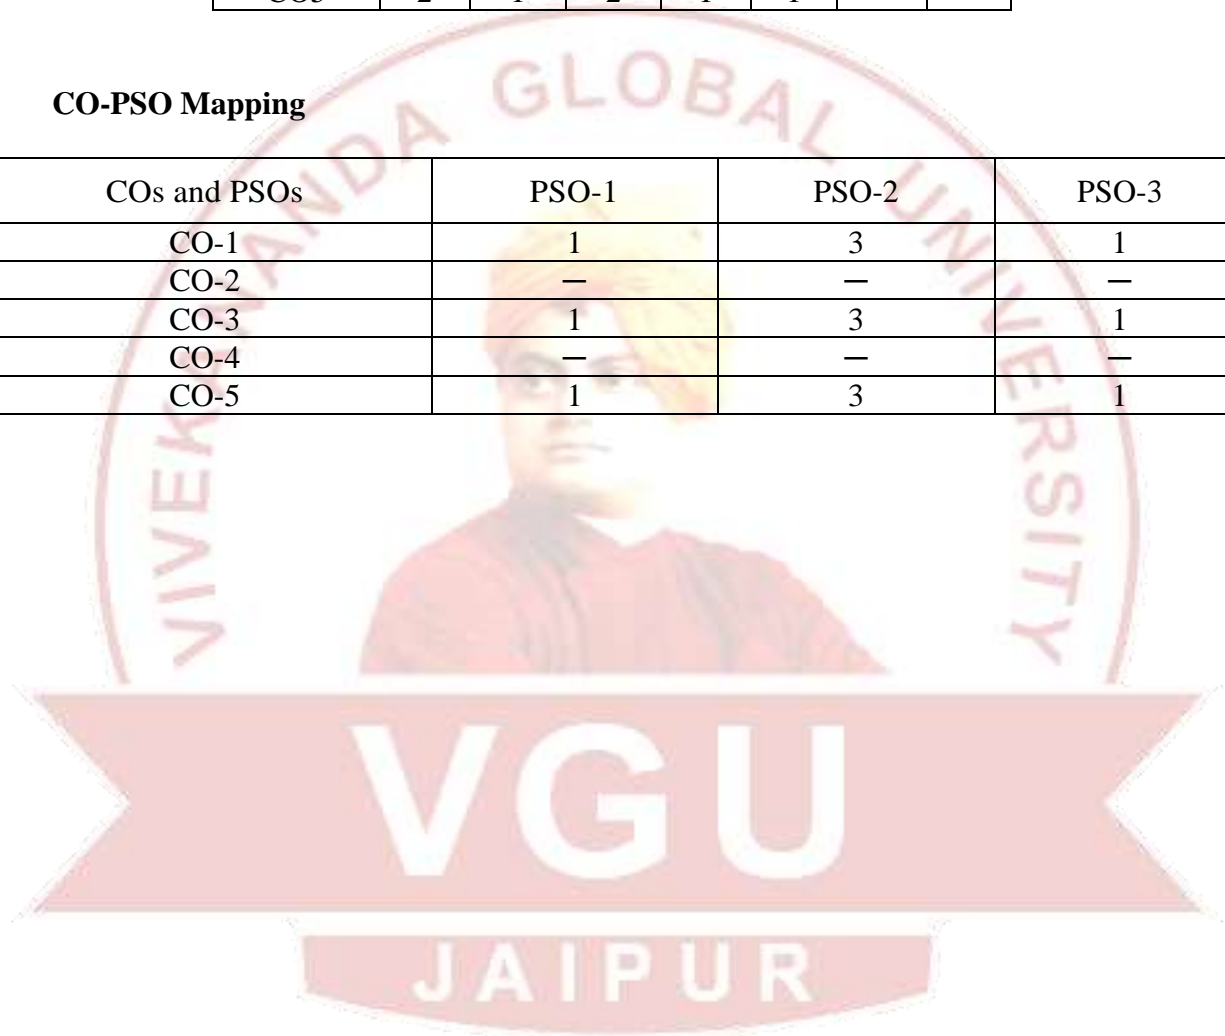 CO-PSO Mapping
COs and PSOs PSO-1 PSO-2 PSO-3
CO-1 1 3 1
CO-2 – – –
CO-3 1 3 1
CO-4 – – –
CO-5 1 3 1
VIVEKANANDA GLOBAL UNIVERSITY
VGU
JAIPUR